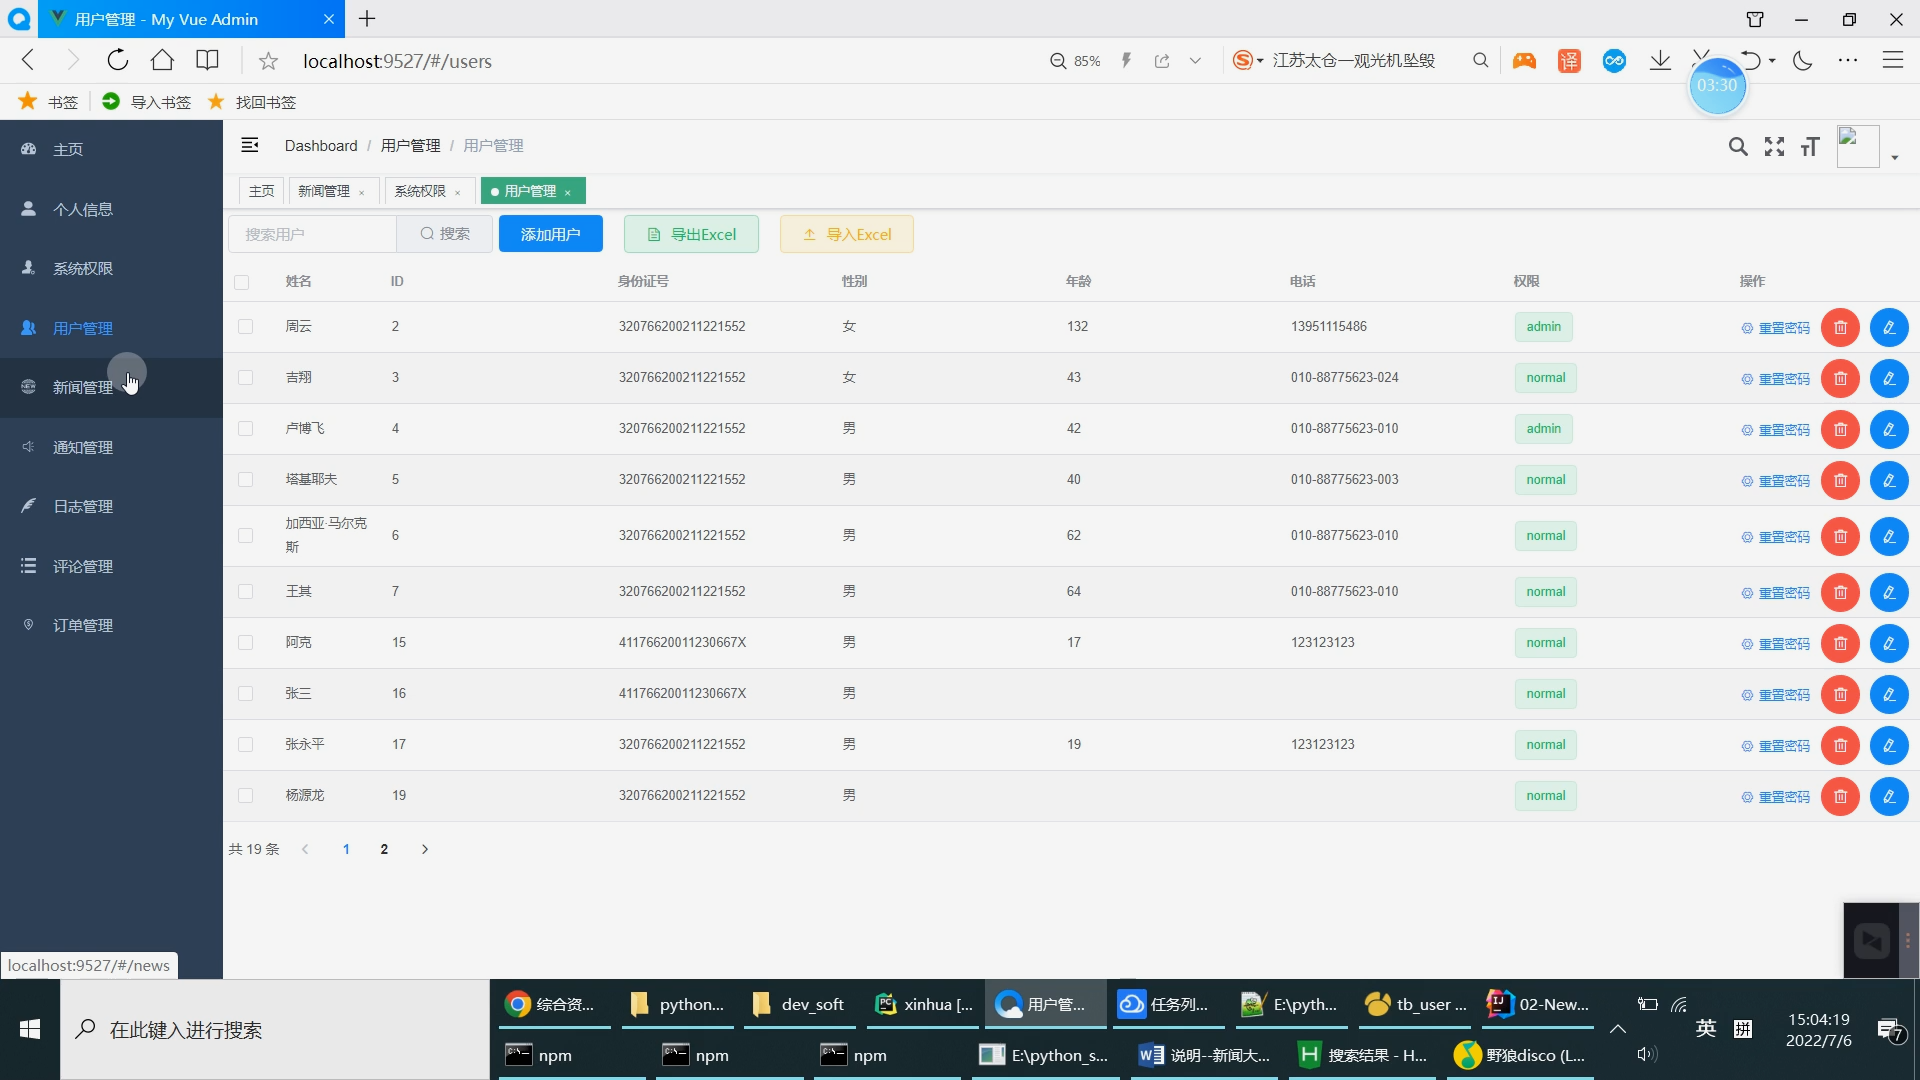 用户管理 - My Vue Admin
localhost:9527/#/users
85%
江苏太仓一观光机坠毁
03:30
书签
导入书签
找回书签
主页
个人信息
系统权限
用户管理
新闻管理
通知管理
日志管理
评论管理
订单管理
Dashboard / 用户管理 / 用户管理
主页 新闻管理 × 系统权限 × 用户管理 ×
搜索用户 搜索 添加用户 导出Excel 导入Excel
姓名 ID 身份证号 性别 年龄 电话 权限 操作
周云 2 320766200211221552 女 132 13951115486 admin 重置密码
吉翔 3 320766200211221552 女 43 010-88775623-024 normal 重置密码
卢博飞 4 320766200211221552 男 42 010-88775623-010 admin 重置密码
塔基耶夫 5 320766200211221552 男 40 010-88775623-003 normal 重置密码
加西亚·马尔克斯 6 320766200211221552 男 62 010-88775623-010 normal 重置密码
王其 7 320766200211221552 男 64 010-88775623-010 normal 重置密码
阿克 15 41176620011230667X 男 17 123123123 normal 重置密码
张三 16 41176620011230667X 男 normal 重置密码
张永平 17 320766200211221552 男 19 123123123 normal 重置密码
杨源龙 19 320766200211221552 男 normal 重置密码
共 19 条 1 2
localhost:9527/#/news
在此键入进行搜索
综合资... python... dev_soft xinhua [... 用户管... 任务列... E:\pyth... tb_user ... 02-New...
npm npm npm E:\python_s... 说明--新闻大... 搜索结果 - H... 野狼disco (L...
英 拼
15:04:19
2022/7/6
7